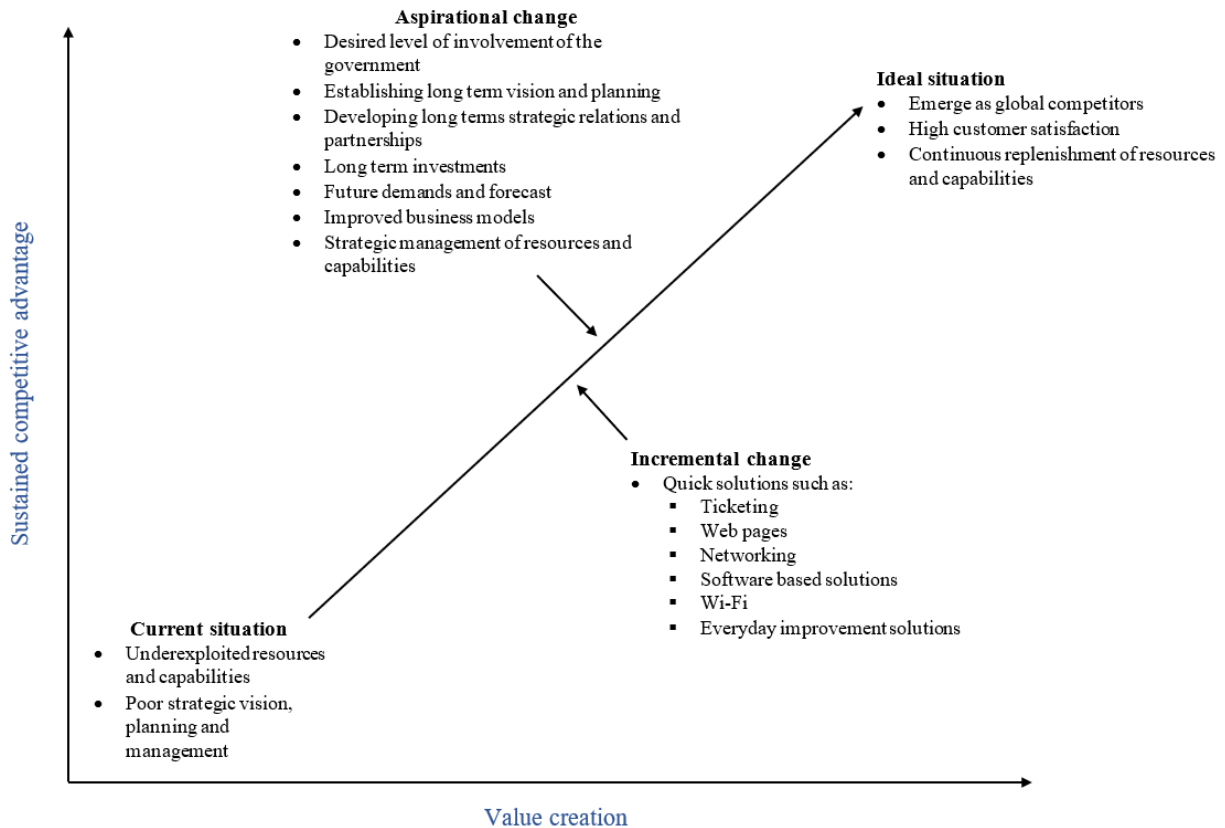 Aspirational change
• Desired level of involvement of the
government
• Establishing long term vision and planning
• Developing long terms strategic relations and
partnerships
• Long term investments
• Future demands and forecast
• Improved business models
• Strategic management of resources and
capabilities
Ideal situation
• Emerge as global competitors
• High customer satisfaction
• Continuous replenishment of resources
and capabilities
Sustained competitive advantage
Incremental change
• Quick solutions such as:
▪ Ticketing
▪ Web pages
▪ Networking
▪ Software based solutions
▪ Wi-Fi
▪ Everyday improvement solutions
Current situation
• Underexploited resources
and capabilities
• Poor strategic vision,
planning and
management
Value creation